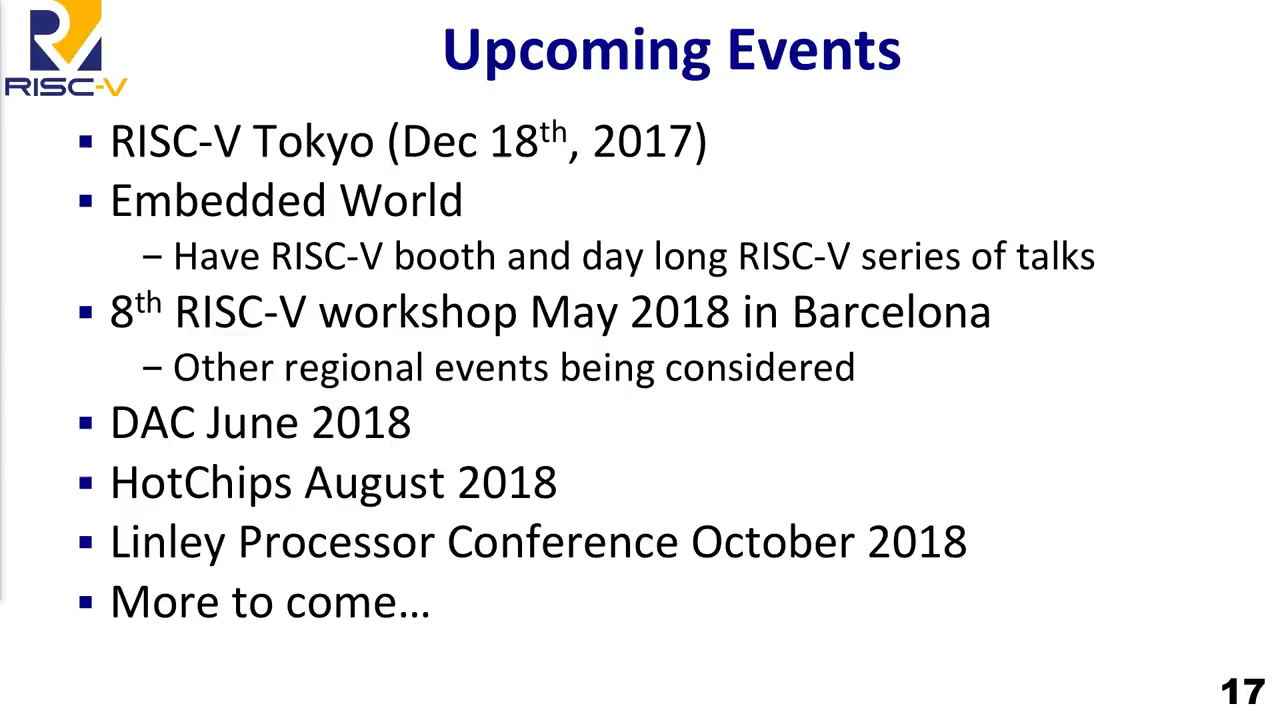 RISC-V
Upcoming Events
▪ RISC-V Tokyo (Dec 18th, 2017)
▪ Embedded World
– Have RISC-V booth and day long RISC-V series of talks
▪ 8th RISC-V workshop May 2018 in Barcelona
– Other regional events being considered
▪ DAC June 2018
▪ HotChips August 2018
▪ Linley Processor Conference October 2018
▪ More to come…
17